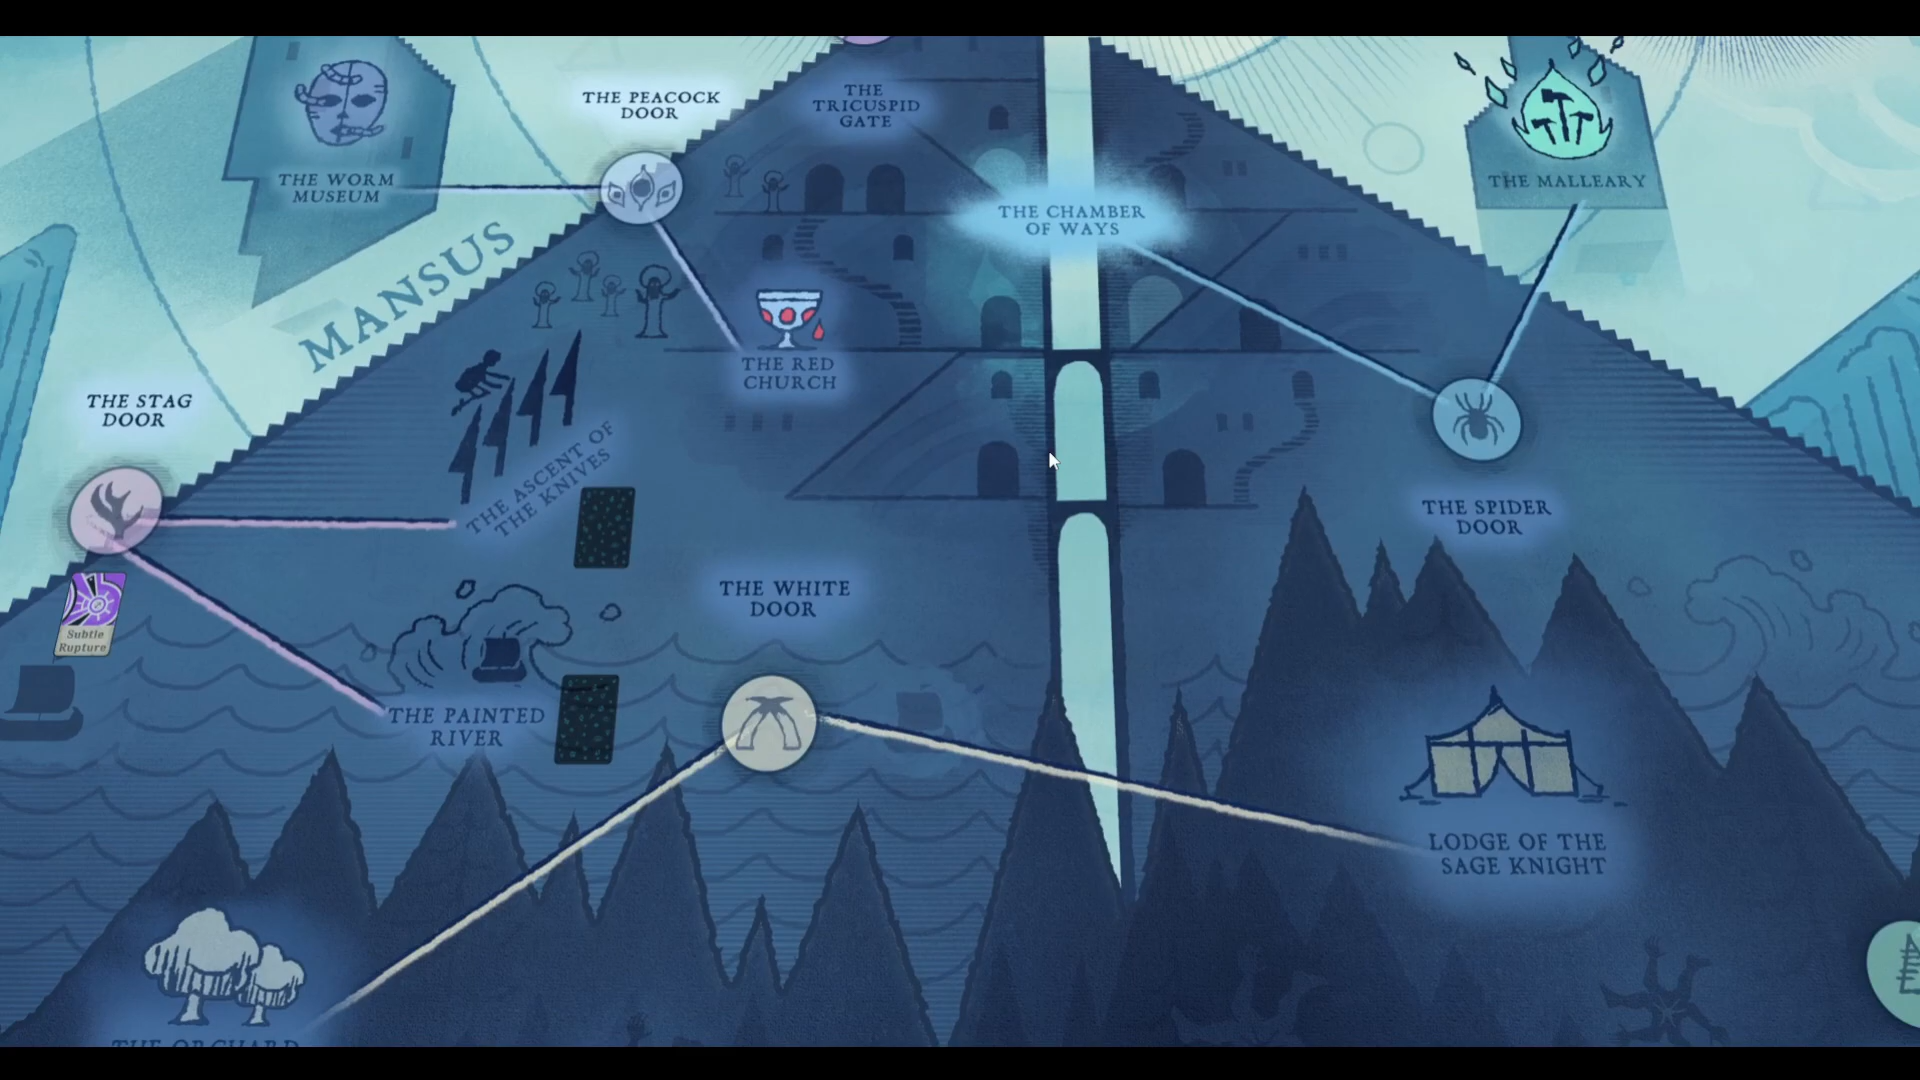 THE PEACOCK
DOOR
THE
TRICUSPID
GATE
THE WORM
MUSEUM
THE MALLEARY
THE CHAMBER
OF WAYS
MANSUS
THE RED
CHURCH
THE STAG
DOOR
THE ASCENT OF
THE KNIVES
THE SPIDER
DOOR
THE WHITE
DOOR
Subtle
Rupture
THE PAINTED
RIVER
LODGE OF THE
SAGE KNIGHT
THE ORCHARD